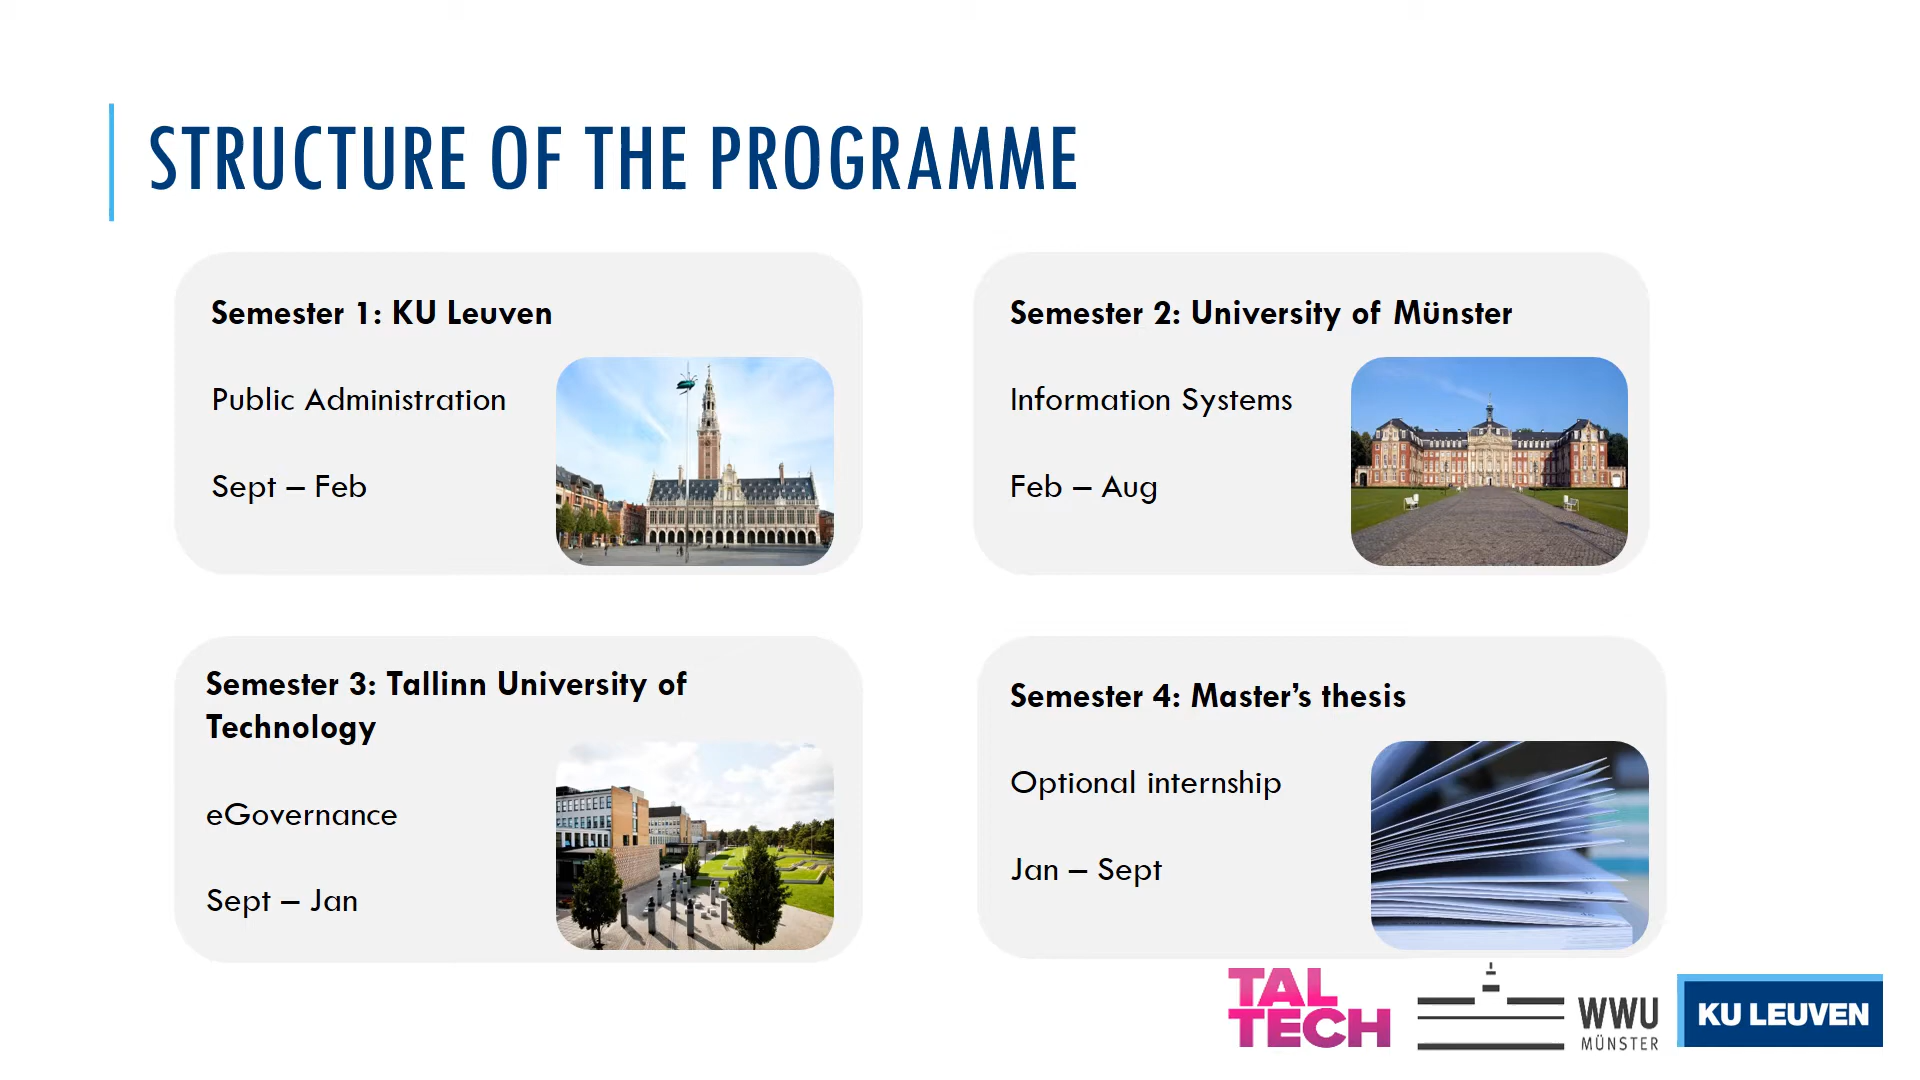 STRUCTURE OF THE PROGRAMME
Semester 1: KU Leuven
Public Administration
Sept – Feb
Semester 2: University of Münster
Information Systems
Feb – Aug
Semester 3: Tallinn University of
Technology
eGovernance
Sept – Jan
Semester 4: Master’s thesis
Optional internship
Jan – Sept
TAL
TECH
WWU
MÜNSTER
KU LEUVEN